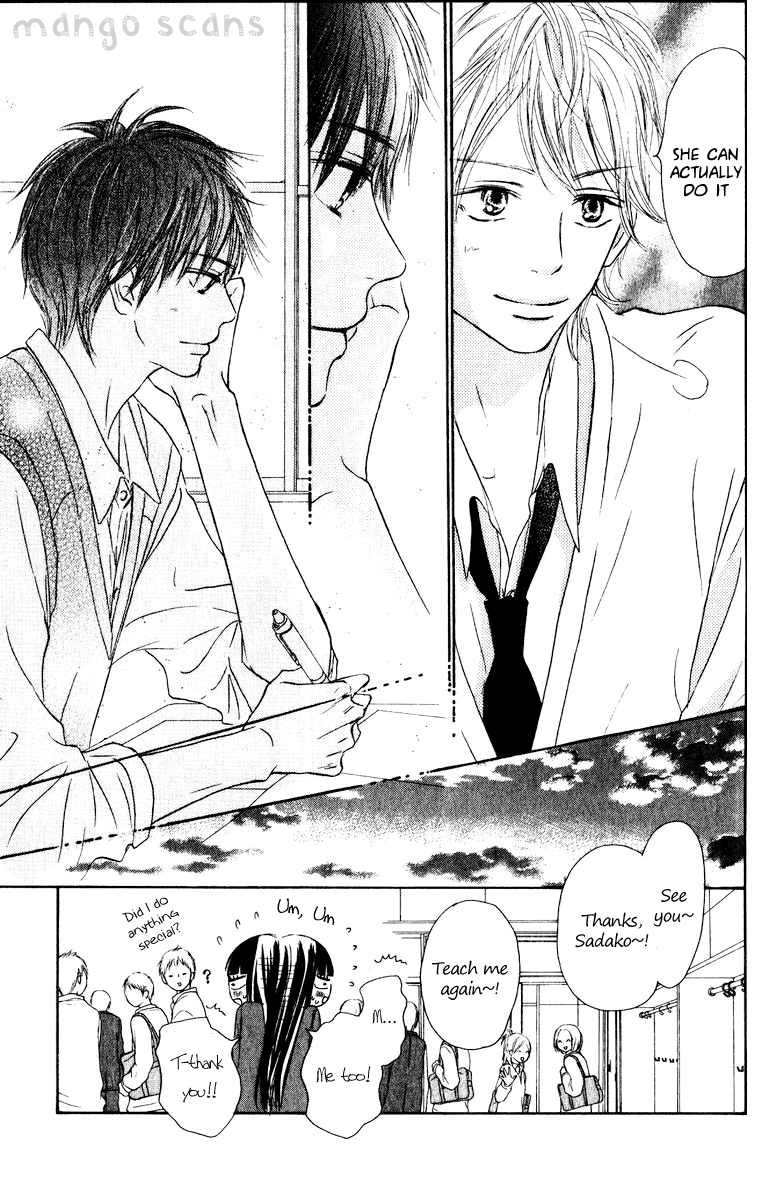 mango scans
SHE CAN
ACTUALLY
DO IT
See
you~
Thanks,
Sadako~!
Teach me
again~!
Um, Um
M...
Me too!
T-thank
you!!
Did I do
anything
special?
?